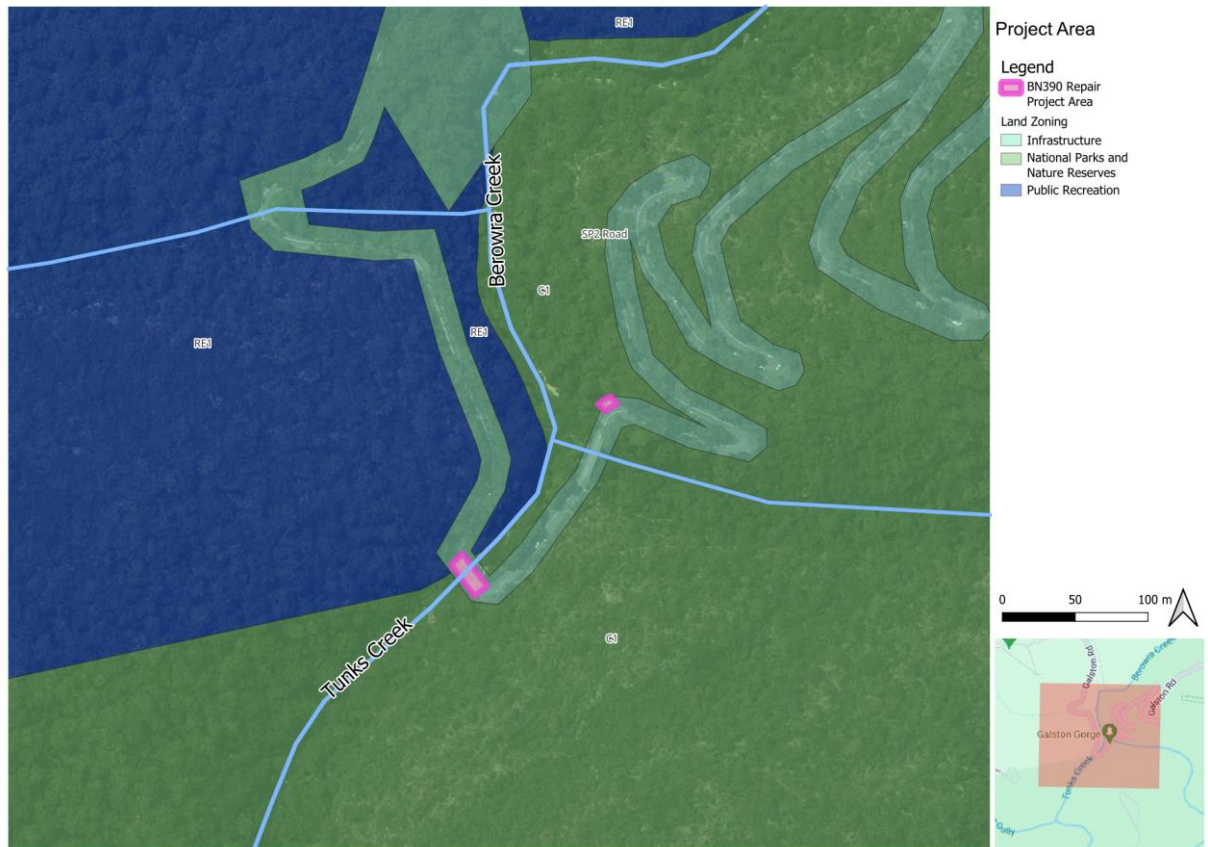 Project Area
Legend
BN390 Repair
Project Area
Land Zoning
Infrastructure
National Parks and
Nature Reserves
Public Recreation
RE1
Berowra Creek
SP2 Road
C1
RE1
RE1
C1
Tunks Creek
0 50 100 m
Galston Rd
Berowra Creek
Galston Rd
Galston Gorge
Tunks Creek
Gully